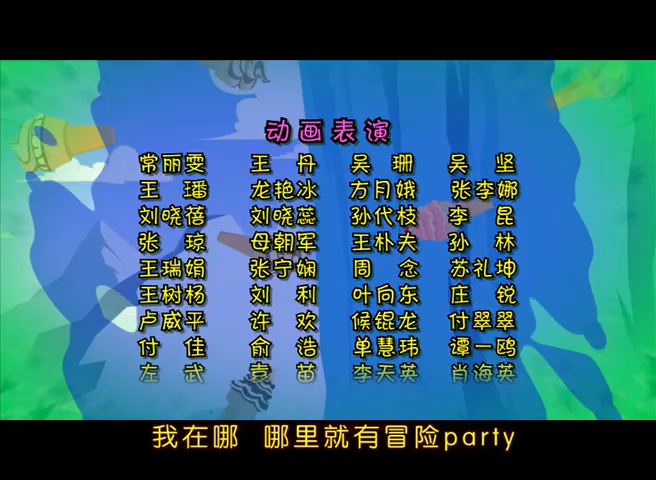 动画表演
常丽雯 王 丹 吴 珊 吴 坚
王 璠 龙艳冰 方月娥 张李娜
刘晓蓓 刘晓蕊 孙代枝 李 昆
张 琼 母朝军 王朴夫 孙 林
王瑞娟 张宁娴 周 念 苏礼坤
王树杨 刘 利 叶向东 庄 锐
卢威平 许 欢 候锟龙 付翠翠
付 佳 俞 浩 单慧玮 谭一鸥
左 武 袁 苗 李天英 肖海英
我在哪 哪里就有冒险party